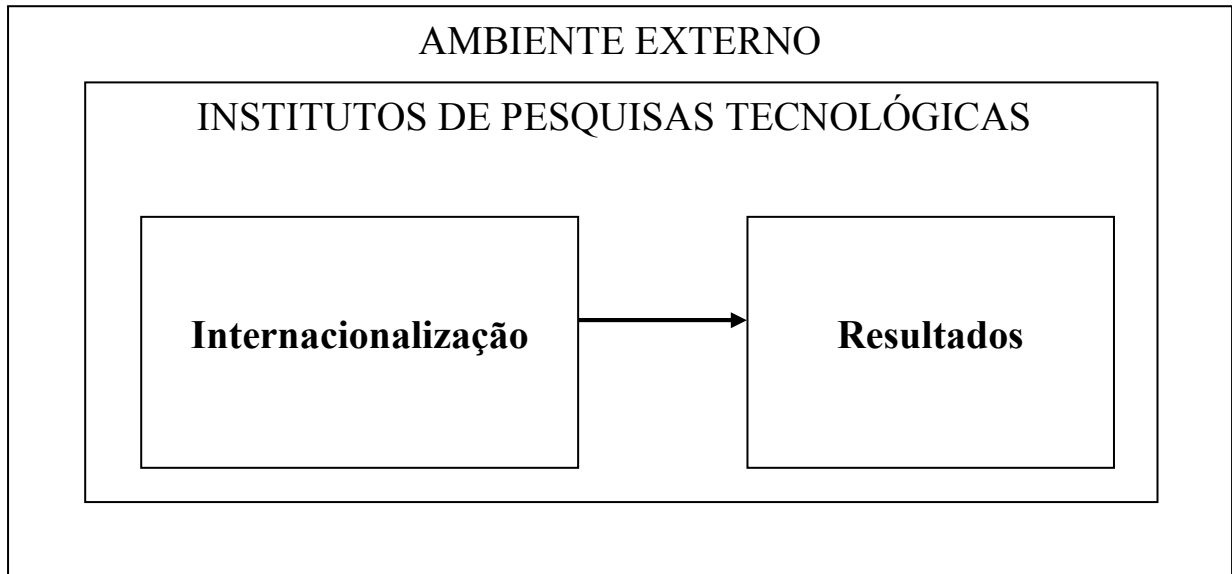 AMBIENTE EXTERNO
INSTITUTOS DE PESQUISAS TECNOLÓGICAS
Internacionalização
Resultados